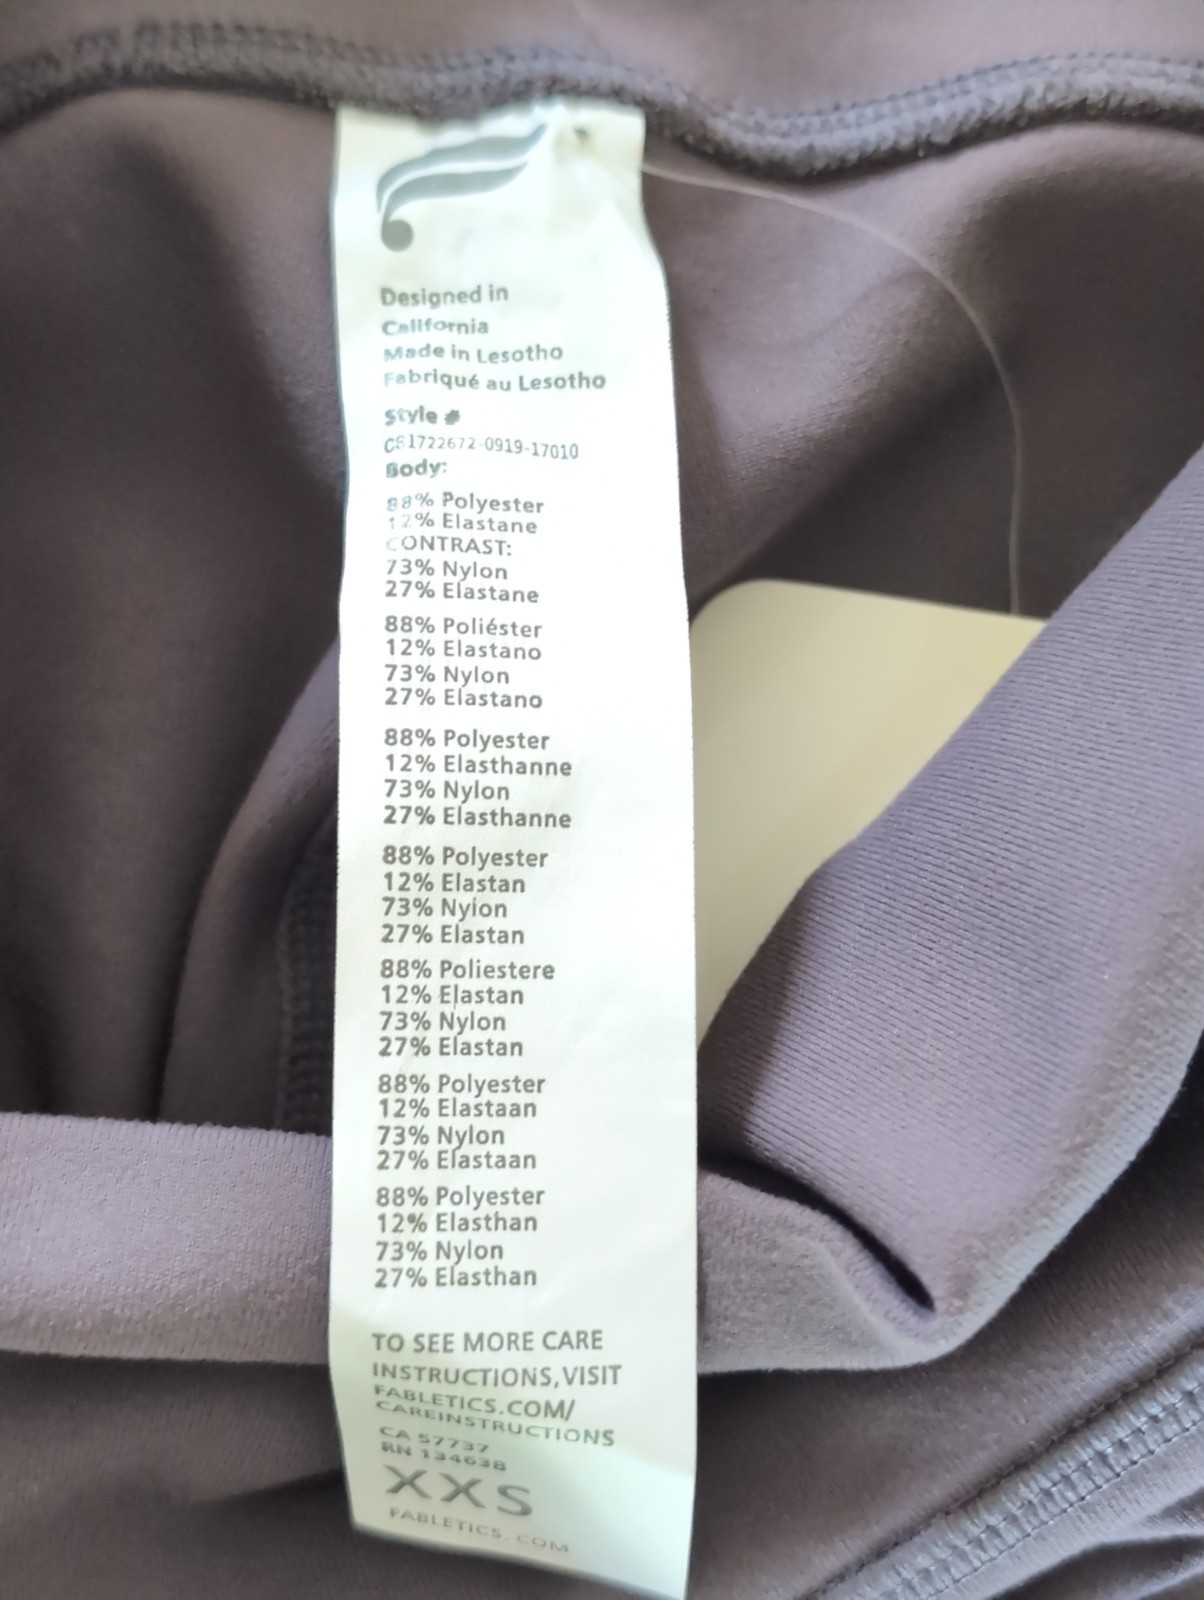 Designed in
California
Made in Lesotho
Fabriqué au Lesotho
Style #
CS1722672-0919-17010
Body:
88% Polyester
12% Elastane
CONTRAST:
73% Nylon
27% Elastane
88% Poliéster
12% Elastano
73% Nylon
27% Elastano
88% Polyester
12% Elasthanne
73% Nylon
27% Elasthanne
88% Polyester
12% Elastan
73% Nylon
27% Elastan
88% Poliestere
12% Elastan
73% Nylon
27% Elastan
88% Polyester
12% Elastaan
73% Nylon
27% Elastaan
88% Polyester
12% Elasthan
73% Nylon
27% Elasthan
TO SEE MORE CARE
INSTRUCTIONS,VISIT
FABLETICS.COM/
CAREINSTRUCTIONS
CA 57737
RN 134638
XXS
FABLETICS.COM